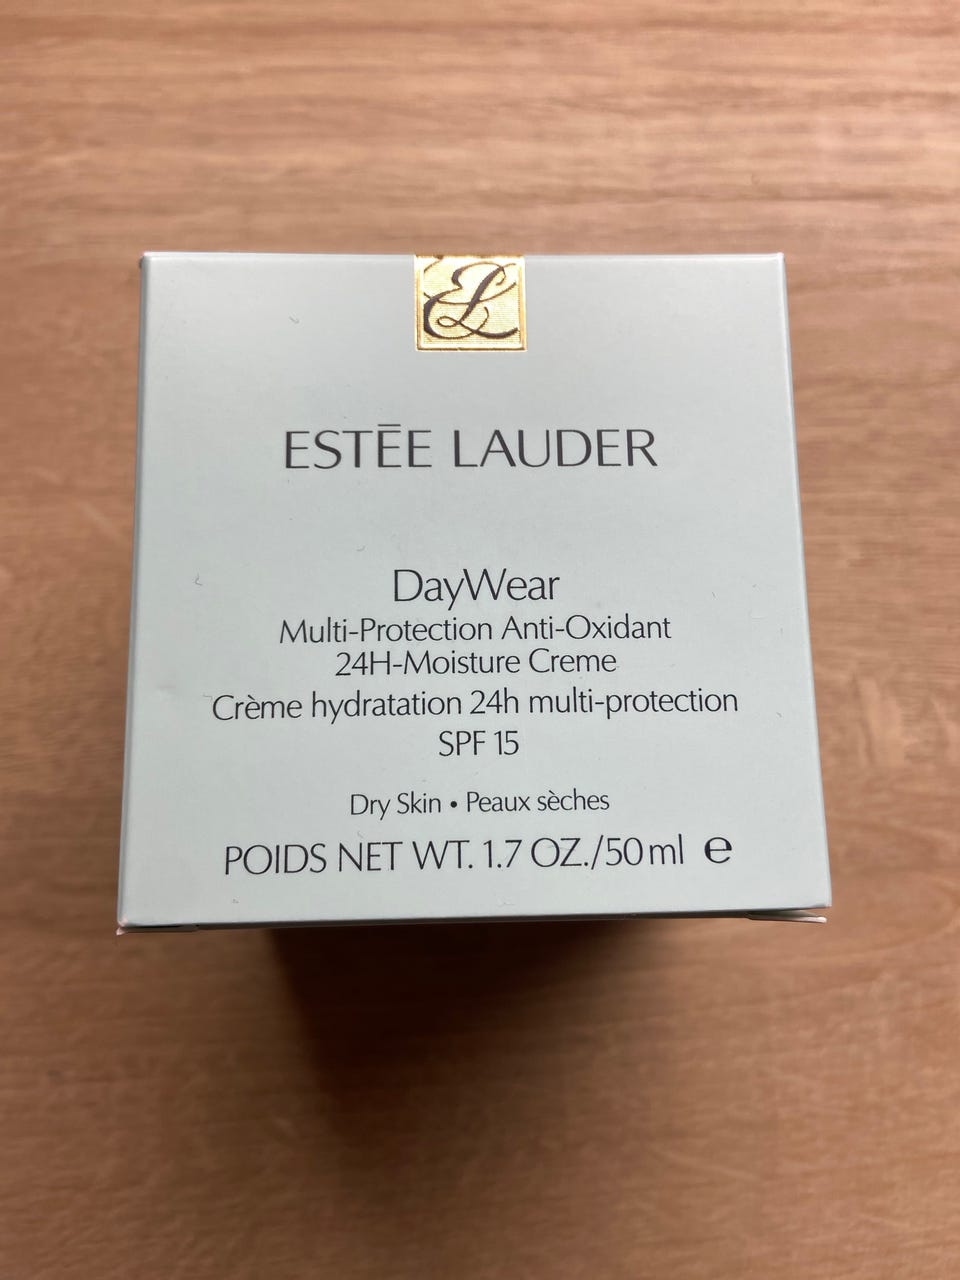 EL
ESTĒE LAUDER
DayWear
Multi-Protection Anti-Oxidant
24H-Moisture Creme
Crème hydratation 24h multi-protection
SPF 15
Dry Skin • Peaux sèches
POIDS NET WT. 1.7 OZ./50 ml ℮